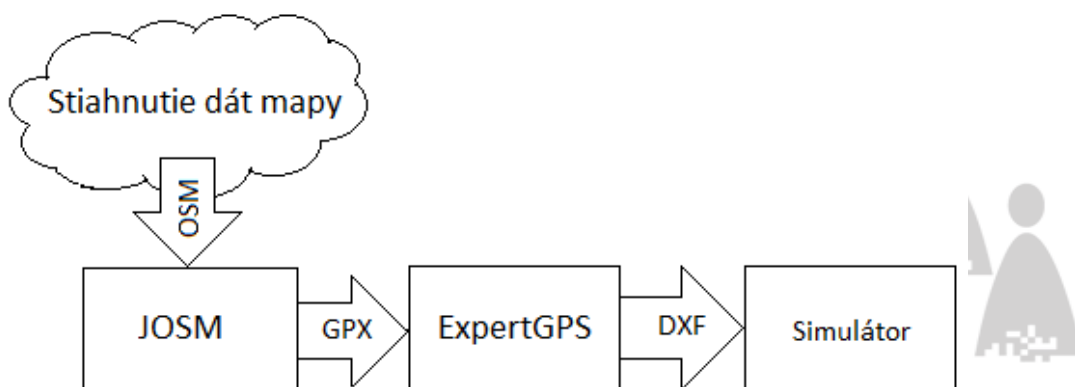 Stiahnutie dát mapy
OSM
JOSM
GPX
ExpertGPS
DXF
Simulátor